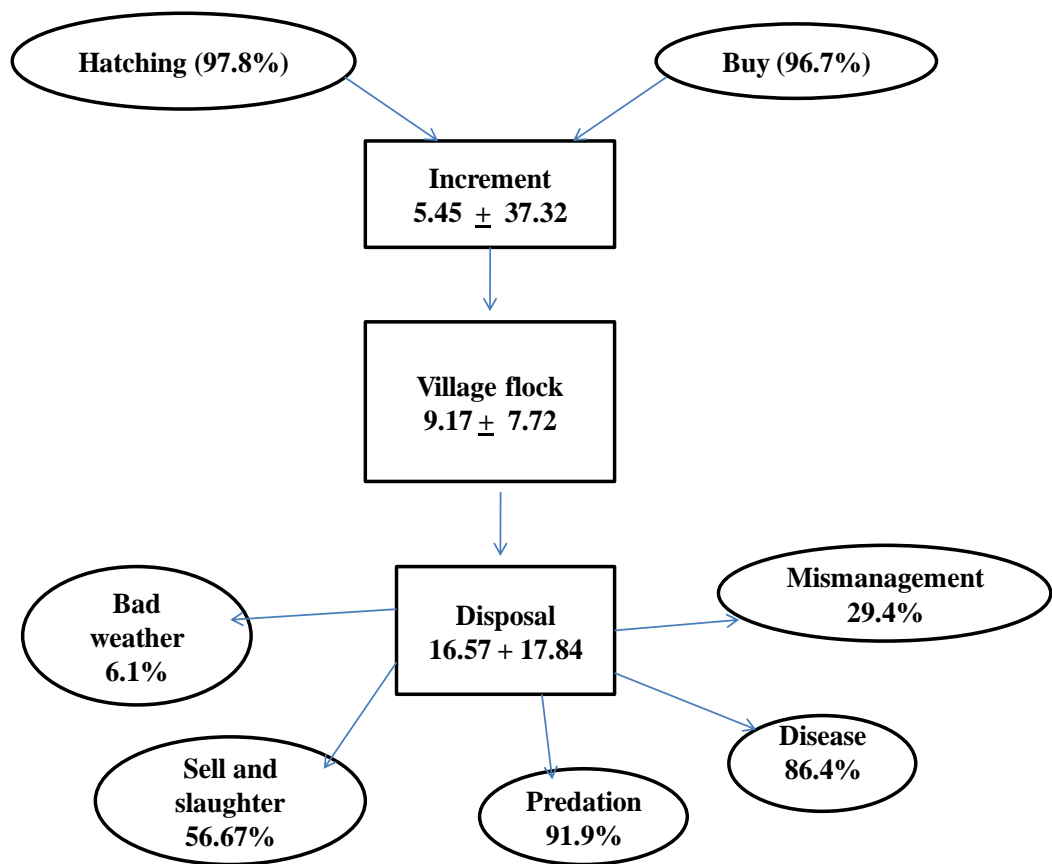 Hatching (97.8%)
Buy (96.7%)
Increment
5.45 ± 37.32
Village flock
9.17 ± 7.72
Disposal
16.57 + 17.84
Mismanagement
29.4%
Bad
weather
6.1%
Disease
86.4%
Sell and
slaughter
56.67%
Predation
91.9%